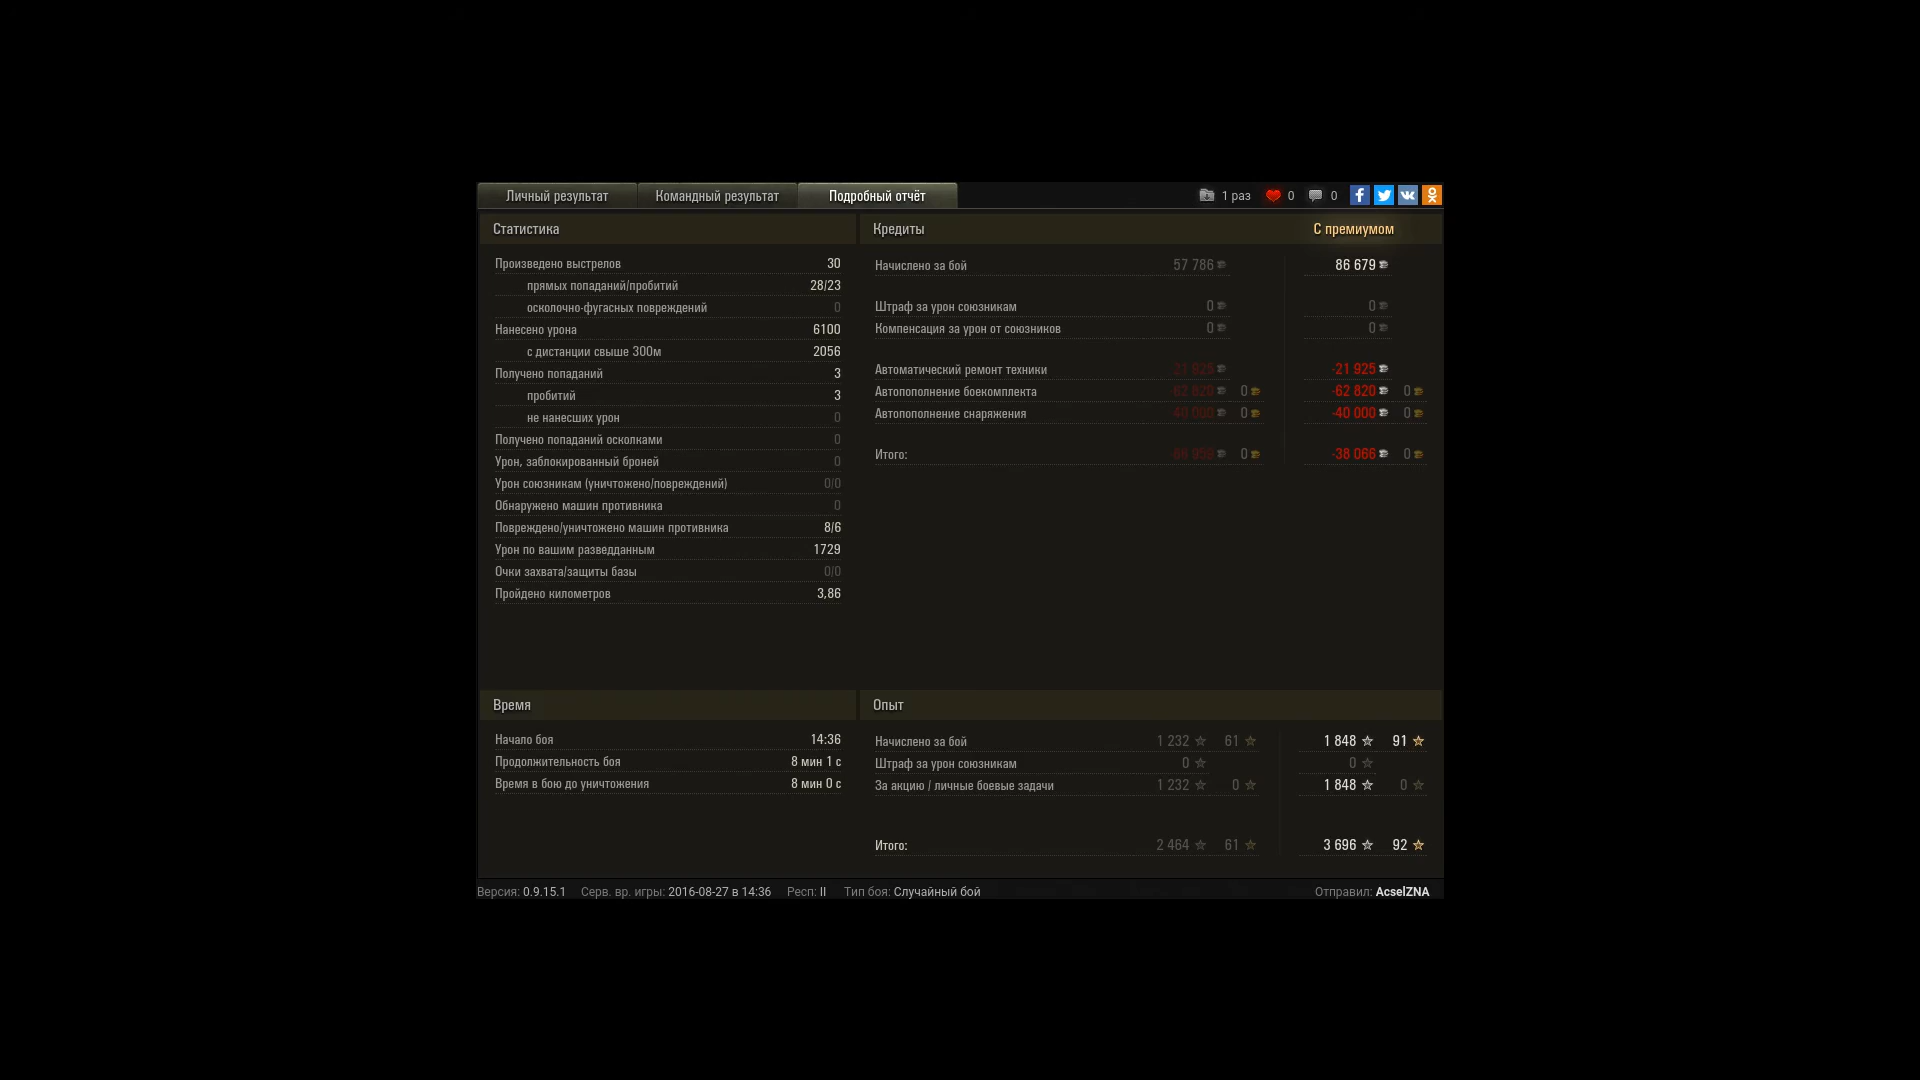 Личный результат Командный результат Подробный отчёт 1 раз 0 0
Статистика
Произведено выстрелов 30
прямых попаданий/пробитий 28/23
осколочно-фугасных повреждений 0
Нанесено урона 6100
с дистанции свыше 300м 2056
Получено попаданий 3
пробитий 3
не нанесших урон 0
Получено попаданий осколками 0
Урон, заблокированный броней 0
Урон союзникам (уничтожено/повреждений) 0/0
Обнаружено машин противника 0
Повреждено/уничтожено машин противника 8/6
Урон по вашим разведданным 1729
Очки захвата/защиты базы 0/0
Пройдено километров 3,86
Кредиты С премиумом
Начислено за бой 57 786 86 679
Штраф за урон союзникам 0 0
Компенсация за урон от союзников 0 0
Автоматический ремонт техники -21 925 -21 925
Автопополнение боекомплекта -62 820 0 -62 820 0
Автопополнение снаряжения -40 000 0 -40 000 0
Итого: 0 -38 066 0
Время
Начало боя 14:36
Продолжительность боя 8 мин 1 с
Время в бою до уничтожения 8 мин 0 с
Опыт
Начислено за бой 1 232 61 1 848 91
Штраф за урон союзникам 0 0
За акцию / личные боевые задачи 1 232 0 1 848 0
Итого: 2 464 61 3 696 92
Версия: 0.9.15.1 Серв. вр. игры: 2016-08-27 в 14:36 Респ: II Тип боя: Случайный бой Отправил: AcselZNA